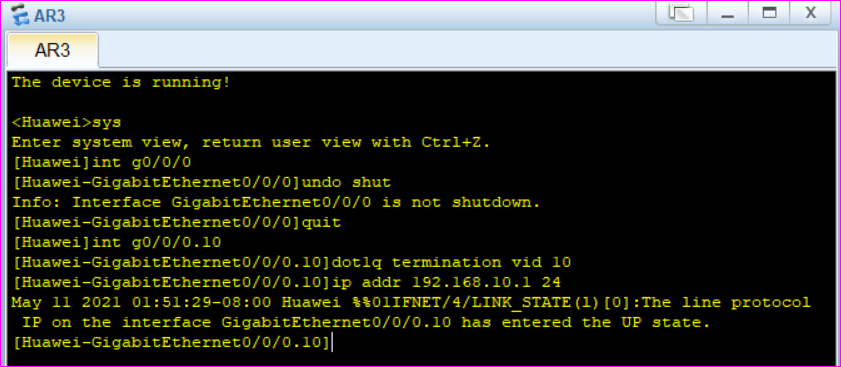 AR3
X
AR3
The device is running!
<Huawei>sys
Enter system view, return user view with Ctrl+Z.
[Huawei]int g0/0/0
[Huawei-GigabitEthernet0/0/0]undo shut
Info: Interface GigabitEthernet0/0/0 is not shutdown.
[Huawei-GigabitEthernet0/0/0]quit
[Huawei]int g0/0/0.10
[Huawei-GigabitEthernet0/0/0.10]dot1q termination vid 10
[Huawei-GigabitEthernet0/0/0.10]ip addr 192.168.10.1 24
May 11 2021 01:51:29-08:00 Huawei %%01IFNET/4/LINK_STATE(l)[0]:The line protocol
 IP on the interface GigabitEthernet0/0/0.10 has entered the UP state.
[Huawei-GigabitEthernet0/0/0.10]